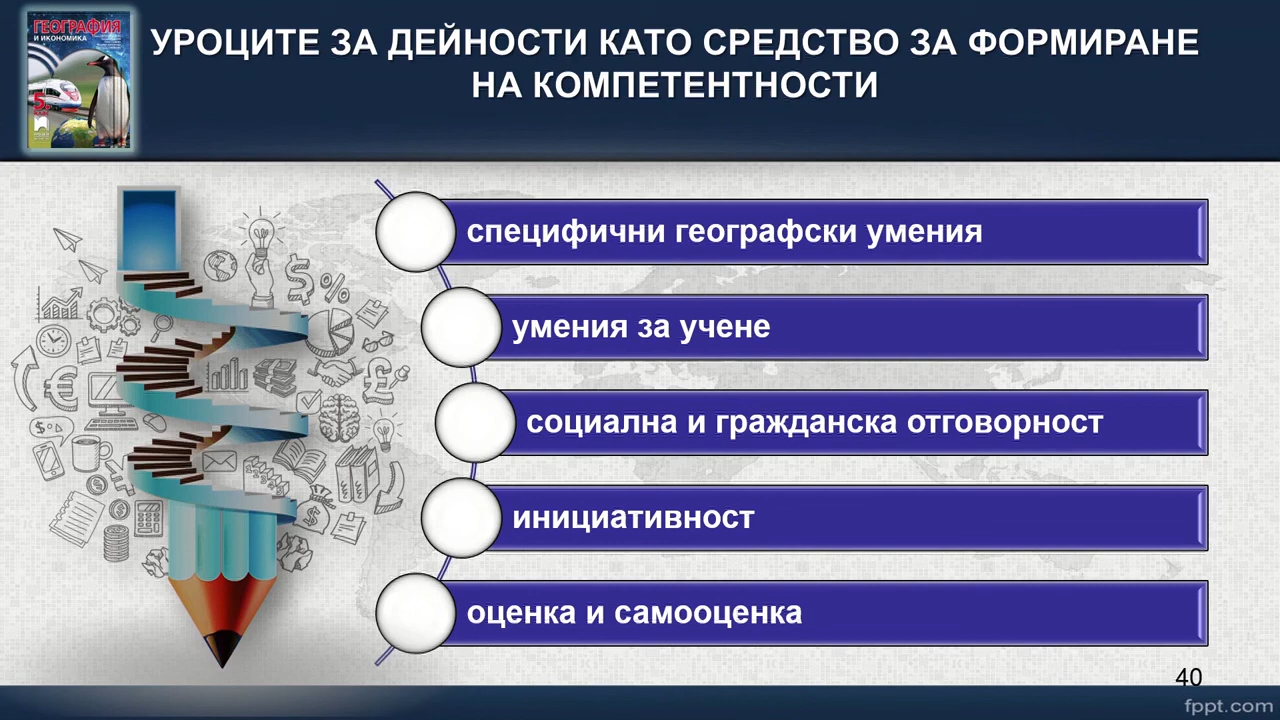 ГЕОГРАФИЯ
И ИКОНОМИКА
5.
УРОЦИТЕ ЗА ДЕЙНОСТИ КАТО СРЕДСТВО ЗА ФОРМИРАНЕ
НА КОМПЕТЕНТНОСТИ
специфични географски умения
умения за учене
социална и гражданска отговорност
инициативност
оценка и самооценка
40
fppt.com